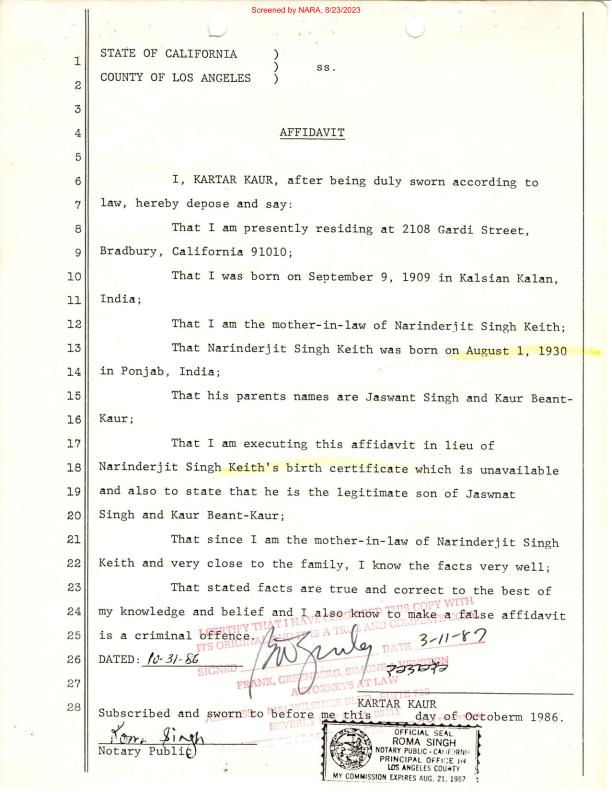 Screened by NARA, 8/23/2023
1 STATE OF CALIFORNIA )
) ss.
2 COUNTY OF LOS ANGELES )
3
4 AFFIDAVIT
5
6 I, KARTAR KAUR, after being duly sworn according to
7 law, hereby depose and say:
8 That I am presently residing at 2108 Gardi Street,
9 Bradbury, California 91010;
10 That I was born on September 9, 1909 in Kalsian Kalan,
11 India;
12 That I am the mother-in-law of Narinderjit Singh Keith;
13 That Narinderjit Singh Keith was born on August 1, 1930
14 in Ponjab, India;
15 That his parents names are Jaswant Singh and Kaur Beant-
16 Kaur;
17 That I am executing this affidavit in lieu of
18 Narinderjit Singh Keith's birth certificate which is unavailable
19 and also to state that he is the legitimate son of Jaswnat
20 Singh and Kaur Beant-Kaur;
21 That since I am the mother-in-law of Narinderjit Singh
22 Keith and very close to the family, I know the facts very well;
23 That stated facts are true and correct to the best of
24 my knowledge and belief and I also know to make a false affidavit
25 is a criminal offence.
I CERTIFY THAT I HAVE THIS COPY WITH
ITS ORIGINAL AND IS A TRUE AND
DATE 3-11-87
26 DATED: 10-31-86
SIGNED
27
FRANK, GREENBERG,
ATTORNEYS AT LAW
KARTAR KAUR
28 Subscribed and sworn to before me this day of Octoberm 1986.
Roma Singh
Notary Public
OFFICIAL SEAL
ROMA SINGH
NOTARY PUBLIC - CALIFORNIA
PRINCIPAL OFFICE IN
LOS ANGELES COUNTY
MY COMMISSION EXPIRES AUG. 21, 1987